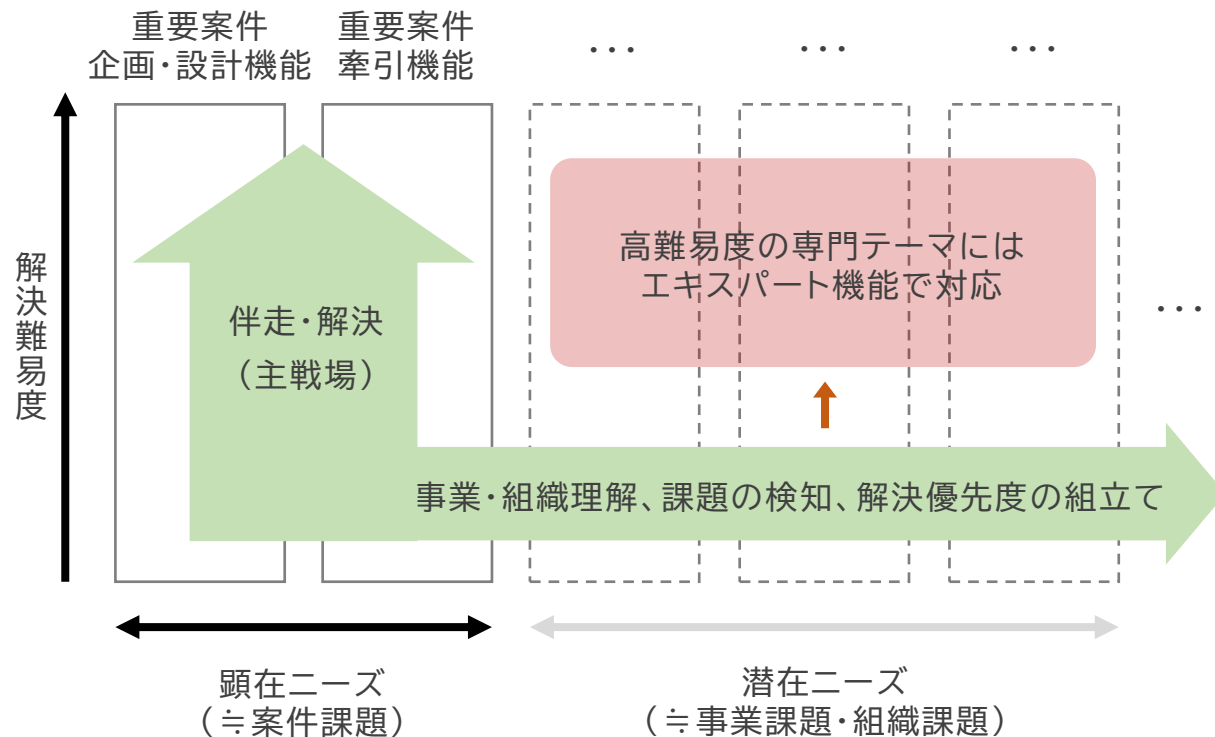 重要案件
企画・設計機能
重要案件
牽引機能
・・・
・・・
・・・
解決難易度
伴走・解決
（主戦場）
高難易度の専門テーマには
エキスパート機能で対応
・・・
事業・組織理解、課題の検知、解決優先度の組立て
顕在ニーズ
（≒案件課題）
潜在ニーズ
（≒事業課題・組織課題）